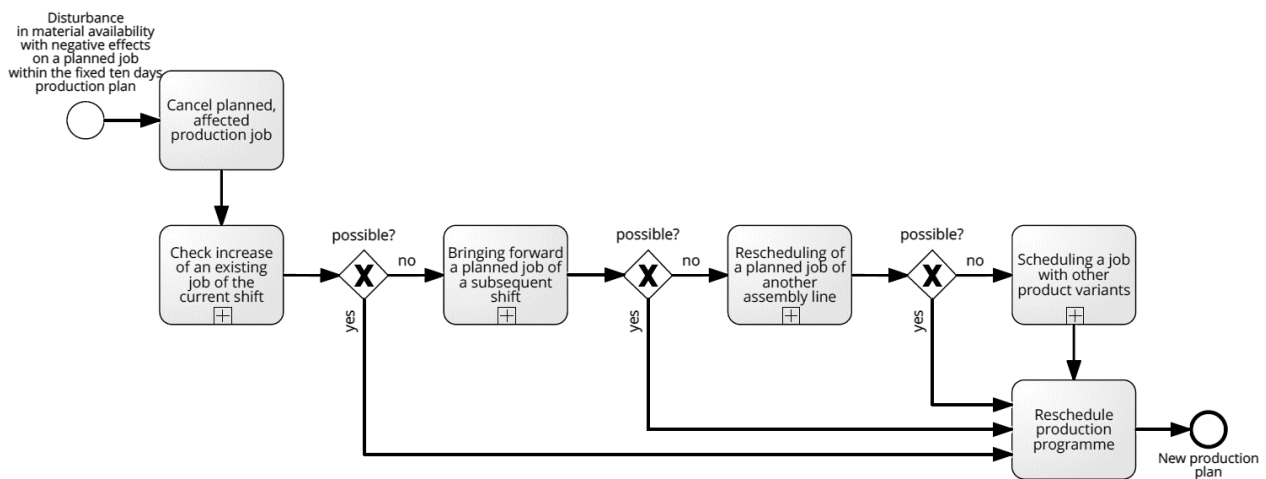 Disturbance
in material availability
with negative effects
on a planned job
within the fixed ten days
production plan
Cancel planned,
affected
production job
Check increase
of an existing
job of the
current shift
possible?
no
yes
Bringing forward
a planned job of
a subsequent
shift
possible?
no
yes
Rescheduling of
a planned job of
another
assembly line
possible?
no
yes
Scheduling a job
with other
product variants
Reschedule
production
programme
New production
plan